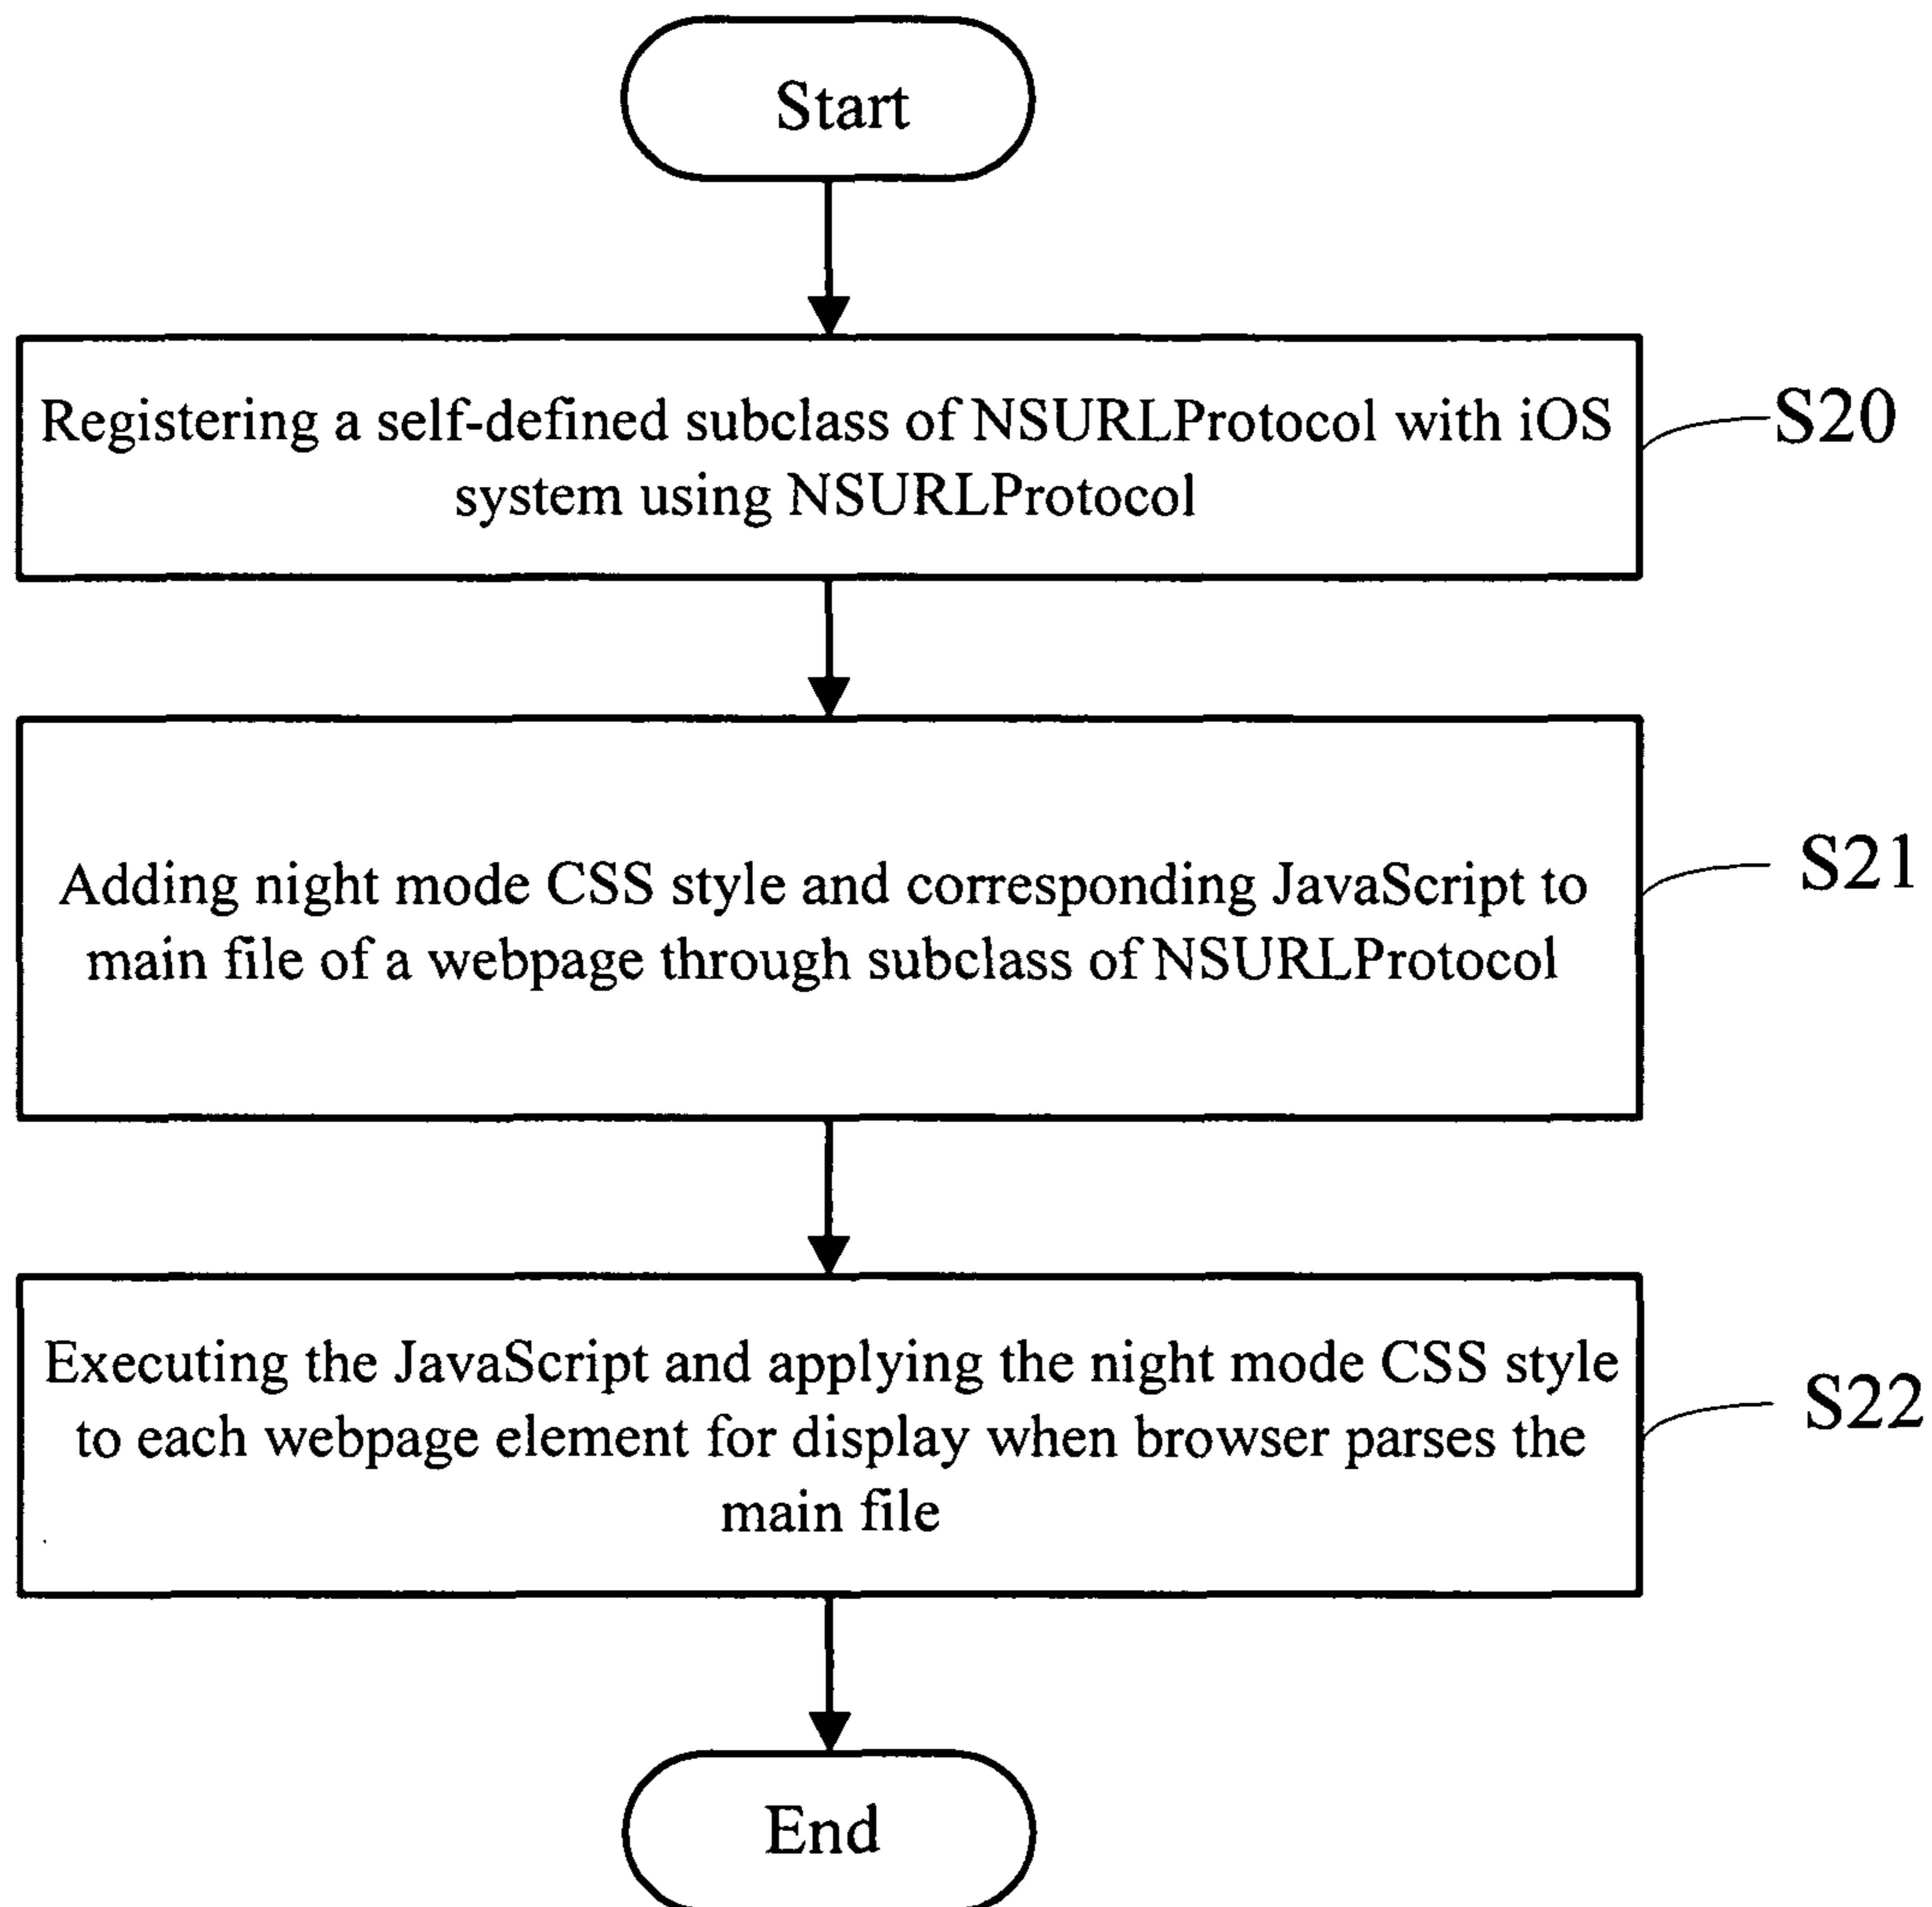 Start
Registering a self-defined subclass of NSURLProtocol with iOS
system using NSURLProtocol
S20
Adding night mode CSS style and corresponding JavaScript to
main file of a webpage through subclass of NSURLProtocol
S21
Executing the JavaScript and applying the night mode CSS style
to each webpage element for display when browser parses the
main file
S22
End